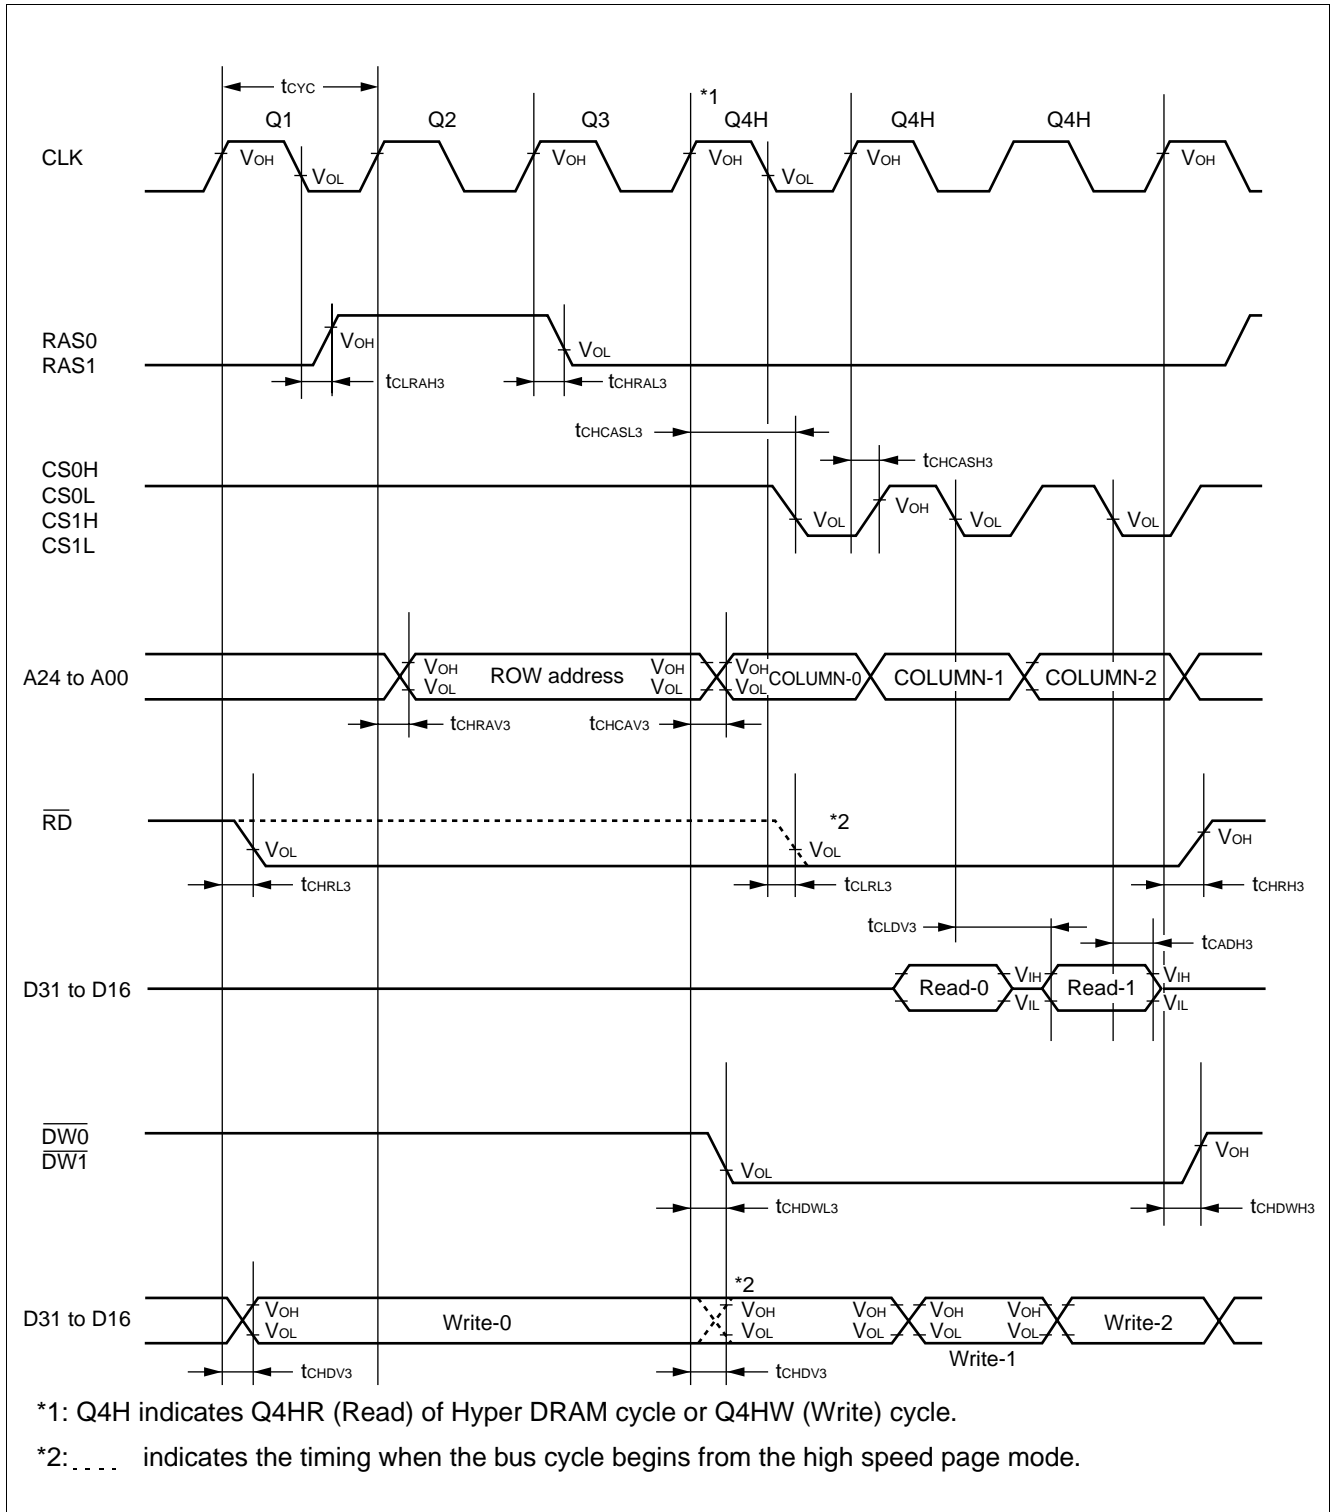 tCYC
*1
Q1 Q2 Q3 Q4H Q4H Q4H
CLK VOH VOL VOH VOH VOL VOH VOH
RAS0 VOH VOL
RAS1
tCLRAH3 tCHRAL3
tCHCASL3
tCHCASH3
CS0H
CS0L VOH
CS1H VOL VOL VOL
CS1L
VOH VOH VOH
A24 to A00 ROW address COLUMN-0 COLUMN-1 COLUMN-2
VOL VOL VOL
tCHRAV3 tCHCAV3
RD *2
VOL VOL VOH
tCHRL3 tCLRL3 tCHRH3
tCLDV3 tCADH3
VIH VIH
D31 to D16 Read-0 Read-1
VIL VIL
DW0 VOH
DW1
VOL
tCHDWL3 tCHDWH3
*2
VOH VOH VOH VOH VOH
D31 to D16 Write-0 Write-2
VOL VOL VOL VOL VOL
Write-1
tCHDV3 tCHDV3
*1: Q4H indicates Q4HR (Read) of Hyper DRAM cycle or Q4HW (Write) cycle.
*2: indicates the timing when the bus cycle begins from the high speed page mode.